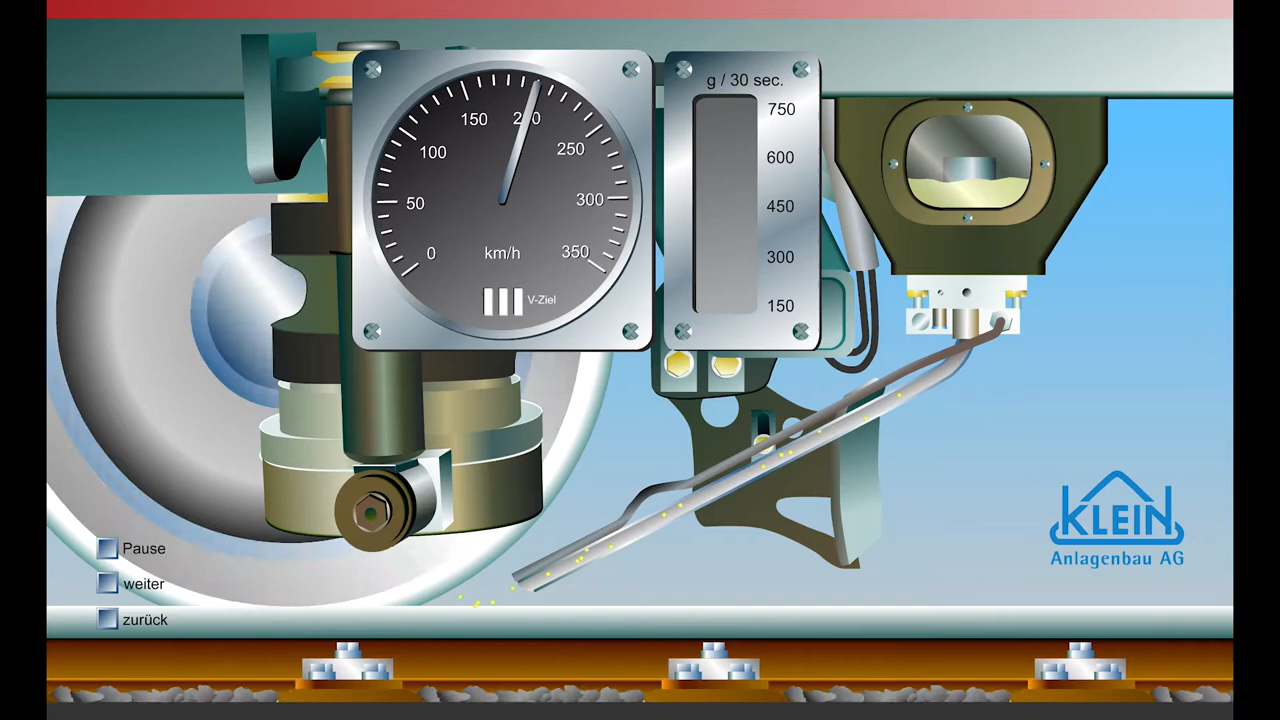 g / 30 sec.
750
600
450
300
150
0
50
100
150
200
250
300
350
km/h
V-Ziel
KLEIN
Anlagenbau AG
Pause
weiter
zurück